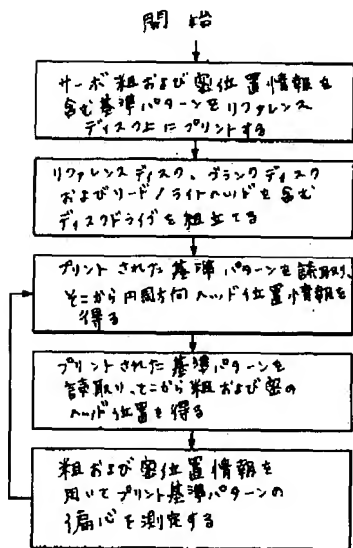 開始
サーボ粗および密位置情報を
含む基準パターンをリファレンス
ディスク上にプリントする
リファレンスディスク、ブランクディスク
およびリード/ライトヘッドを含む
ディスクドライブを組立てる
プリントされた基準パターンを読取り、
そこから円周方向ヘッド位置情報を
得る
プリントされた基準パターンを
読取り、そこから粗および密の
ヘッド位置を得る
粗および密位置情報を
用いてプリント基準パターンの
偏心を測定する